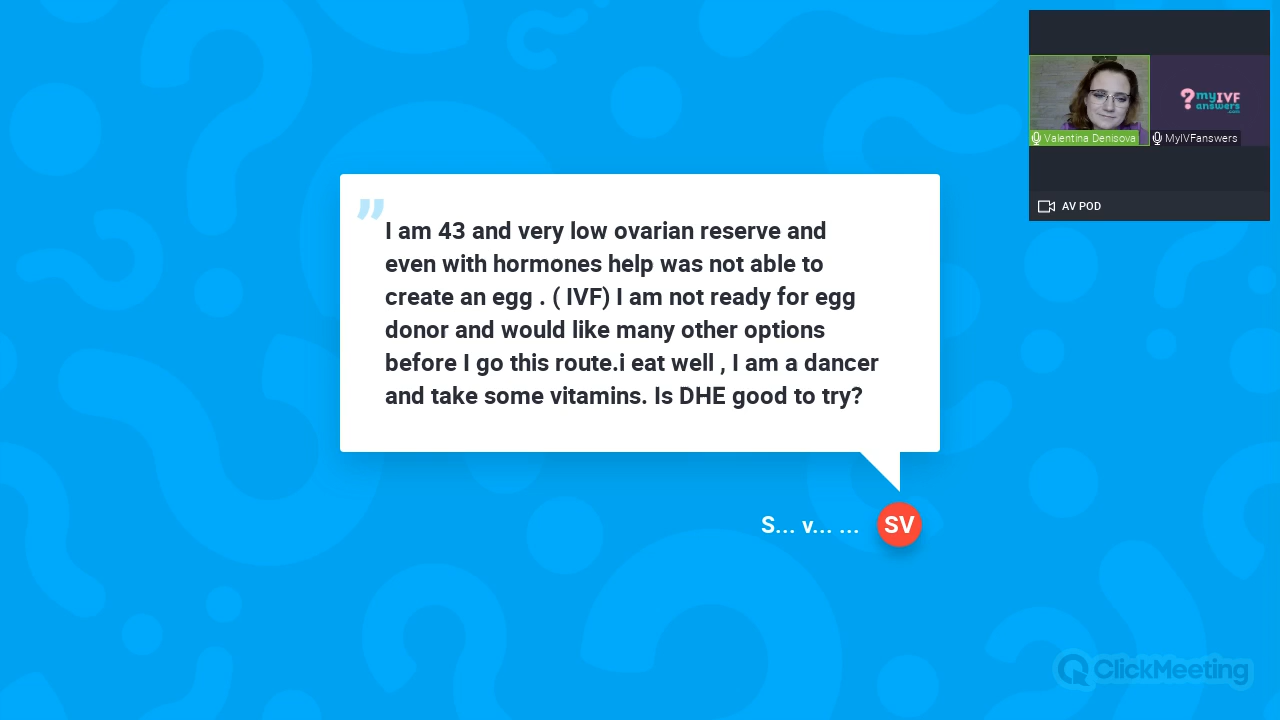 I am 43 and very low ovarian reserve and
even with hormones help was not able to
create an egg . ( IVF) I am not ready for egg
donor and would like many other options
before I go this route.i eat well , I am a dancer
and take some vitamins. Is DHE good to try?
S... v... ...
SV
?myIVF
answers
.com
Valentina Denisova
MyIVFanswers
AV POD
ClickMeeting